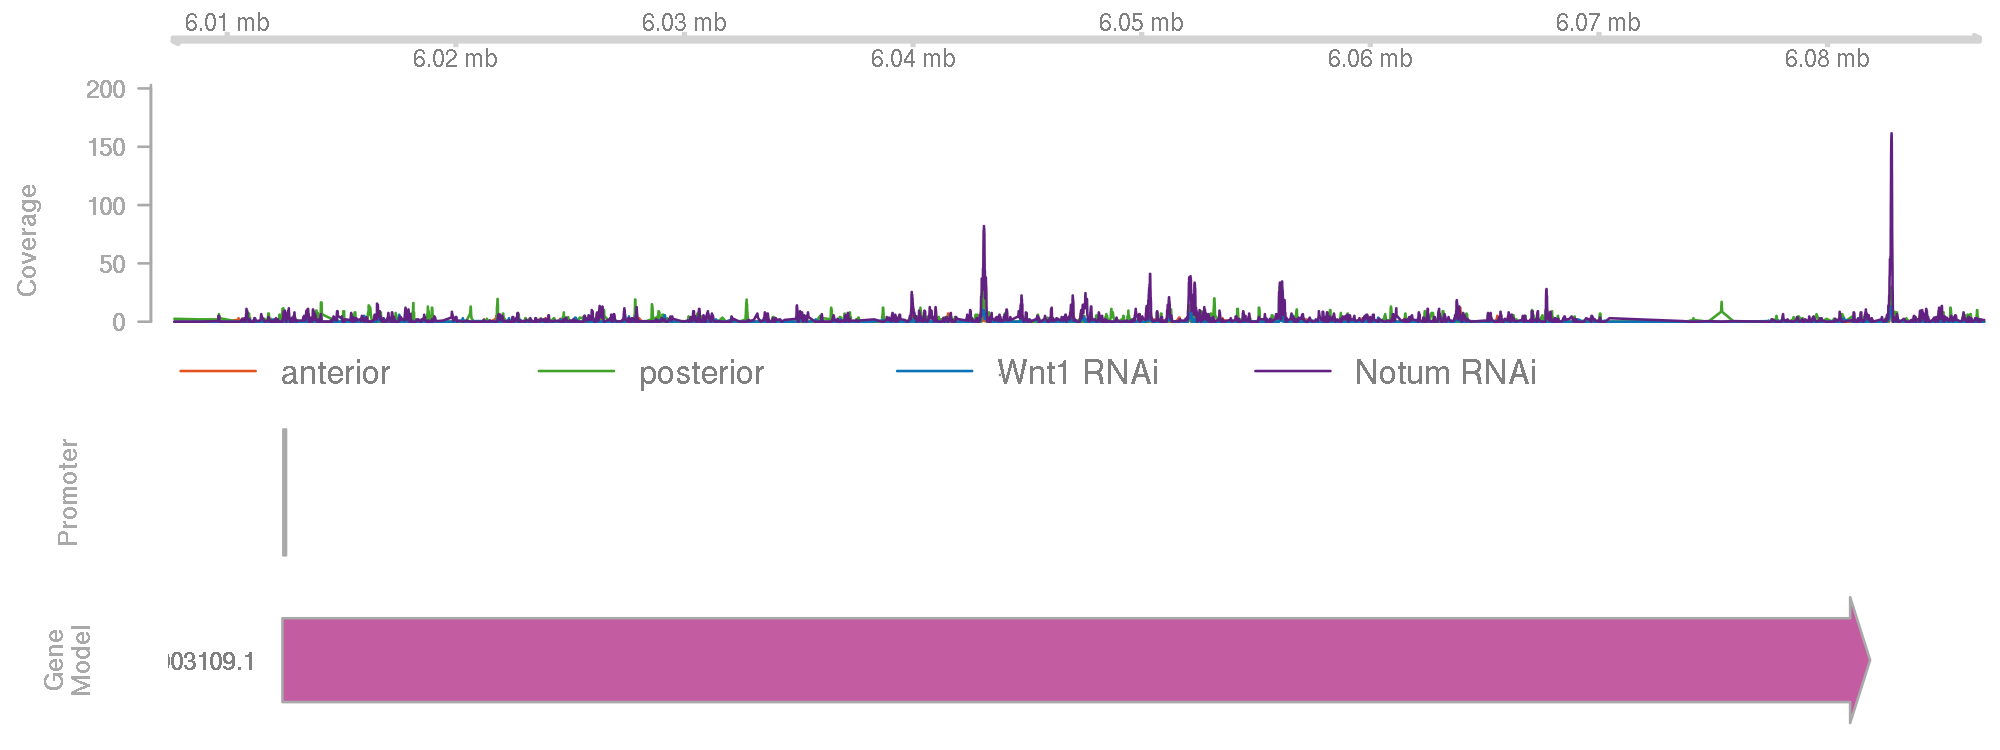 6.01 mb 6.03 mb 6.05 mb 6.07 mb
6.02 mb 6.04 mb 6.06 mb 6.08 mb
200
150
100
50
0
Coverage
anterior posterior Wnt1 RNAi Notum RNAi
Promoter
Gene
Model
03109.1